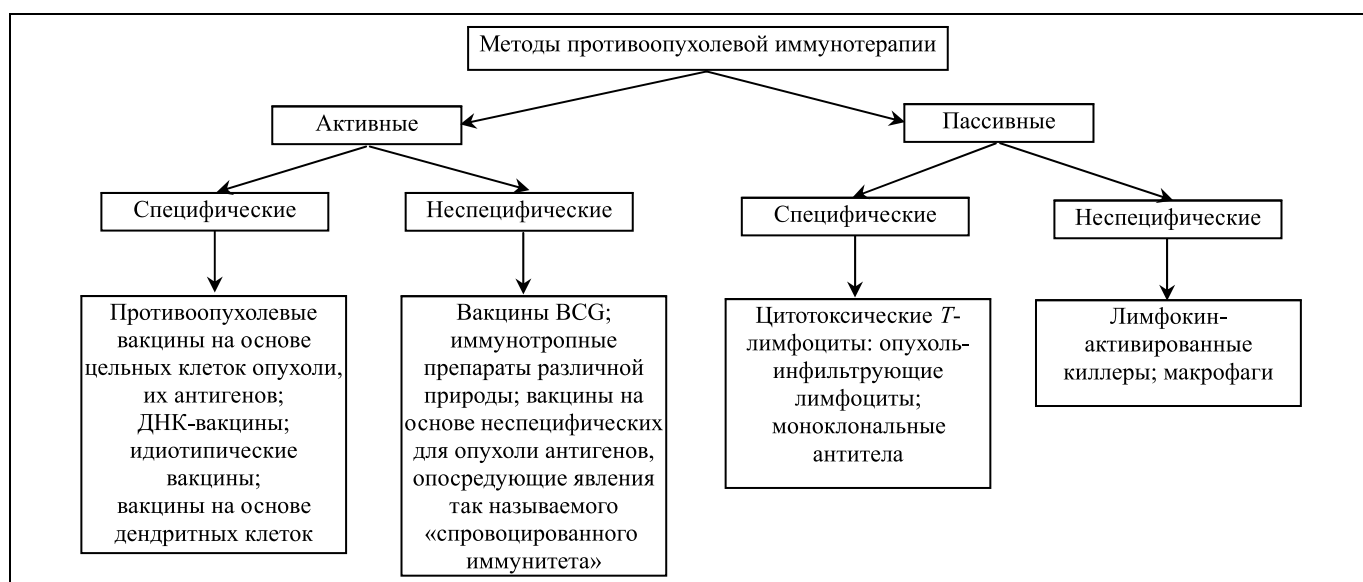 Методы противоопухолевой иммунотерапии
Активные
Пассивные
Специфические
Неспецифические
Специфические
Неспецифические
Противоопухолевые
вакцины на основе
цельных клеток опухоли,
их антигенов;
ДНК-вакцины;
идиотипические
вакцины;
вакцины на основе
дендритных клеток
Вакцины BCG;
иммунотропные
препараты различной
природы; вакцины на
основе неспецифических
для опухоли антигенов,
опосредующие явления
так называемого
«спровоцированного
иммунитета»
Цитотоксические Т-
лимфоциты: опухоль-
инфильтрующие
лимфоциты;
моноклональные
антитела
Лимфокин-
активированные
киллеры; макрофаги